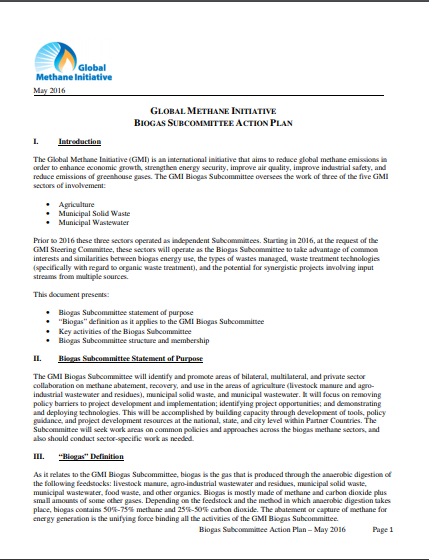 Global
Methane Initiative
May 2016
GLOBAL METHANE INITIATIVE
BIOGAS SUBCOMMITTEE ACTION PLAN
I. Introduction
The Global Methane Initiative (GMI) is an international initiative that aims to reduce global methane emissions in
order to enhance economic growth, strengthen energy security, improve air quality, improve industrial safety, and
reduce emissions of greenhouse gases. The GMI Biogas Subcommittee oversees the work of three of the five GMI
sectors of involvement:
• Agriculture
• Municipal Solid Waste
• Municipal Wastewater
Prior to 2016 these three sectors operated as independent Subcommittees. Starting in 2016, at the request of the
GMI Steering Committee, these sectors will operate as the Biogas Subcommittee to take advantage of common
interests and similarities between biogas energy use, the types of wastes managed, waste treatment technologies
(specifically with regard to organic waste treatment), and the potential for synergistic projects involving input
streams from multiple sources.
This document presents:
• Biogas Subcommittee statement of purpose
• “Biogas” definition as it applies to the GMI Biogas Subcommittee
• Key activities of the Biogas Subcommittee
• Biogas Subcommittee structure and membership
II. Biogas Subcommittee Statement of Purpose
The GMI Biogas Subcommittee will identify and promote areas of bilateral, multilateral, and private sector
collaboration on methane abatement, recovery, and use in the areas of agriculture (livestock manure and agro-
industrial wastewater and residues), municipal solid waste, and municipal wastewater. It will focus on removing
policy barriers to project development and implementation; identifying project opportunities; and demonstrating
and deploying technologies. This will be accomplished by building capacity through development of tools, policy
guidance, and project development resources at the national, state, and city level within Partner Countries. The
Subcommittee will seek work areas on common policies and approaches across the biogas methane sectors, and
also should conduct sector-specific work as needed.
III. “Biogas” Definition
As it relates to the GMI Biogas Subcommittee, biogas is the gas that is produced through the anaerobic digestion of
the following feedstocks: livestock manure, agro-industrial wastewater and residues, municipal solid waste,
municipal wastewater, food waste, and other organics. Biogas is mostly made of methane and carbon dioxide plus
small amounts of some other gases. Depending on the feedstock and the method in which anaerobic digestion takes
place, biogas contains 50%-75% methane and 25%-50% carbon dioxide. The abatement or capture of methane for
energy generation is the unifying force binding all the activities of the GMI Biogas Subcommittee.
Biogas Subcommittee Action Plan – May 2016 Page 1